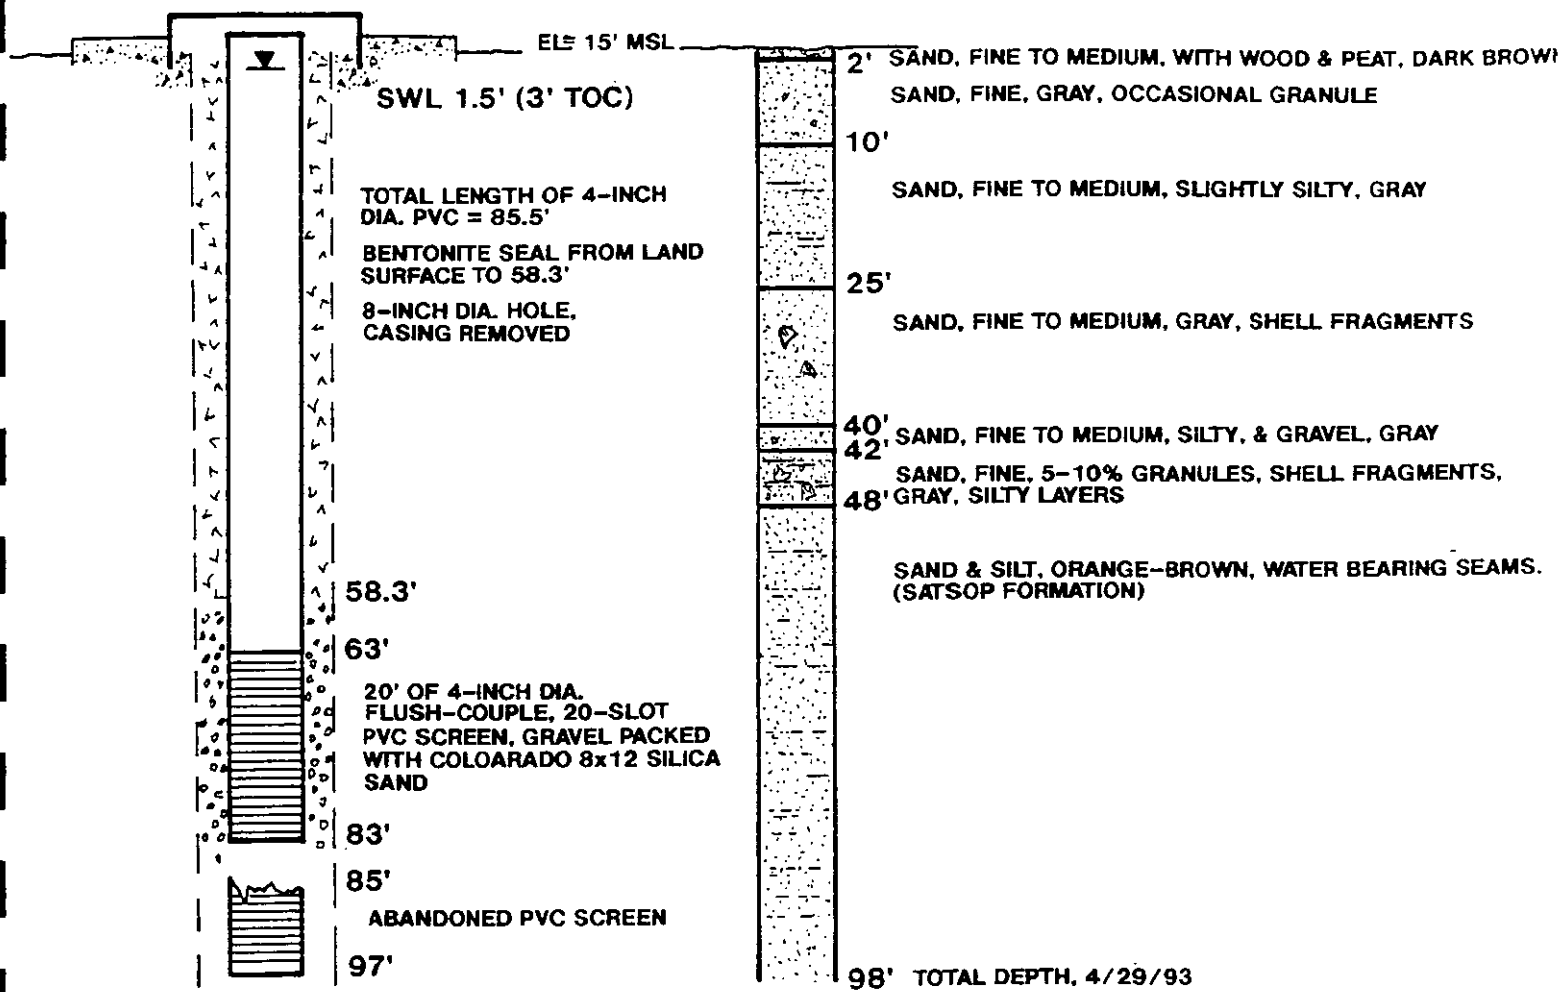 EL= 15' MSL
SWL 1.5' (3' TOC)
TOTAL LENGTH OF 4-INCH
DIA. PVC = 85.5'
BENTONITE SEAL FROM LAND
SURFACE TO 58.3'
8-INCH DIA. HOLE,
CASING REMOVED
58.3'
63'
20' OF 4-INCH DIA.
FLUSH-COUPLE, 20-SLOT
PVC SCREEN, GRAVEL PACKED
WITH COLOARADO 8x12 SILICA
SAND
83'
85'
ABANDONED PVC SCREEN
97'
2' SAND, FINE TO MEDIUM, WITH WOOD & PEAT, DARK BROW
SAND, FINE, GRAY, OCCASIONAL GRANULE
10'
SAND, FINE TO MEDIUM, SLIGHTLY SILTY, GRAY
25'
SAND, FINE TO MEDIUM, GRAY, SHELL FRAGMENTS
40'
SAND, FINE TO MEDIUM, SILTY, & GRAVEL, GRAY
42'
SAND, FINE, 5-10% GRANULES, SHELL FRAGMENTS,
48' GRAY, SILTY LAYERS
SAND & SILT, ORANGE-BROWN, WATER BEARING SEAMS.
(SATSOP FORMATION)
98' TOTAL DEPTH, 4/29/93